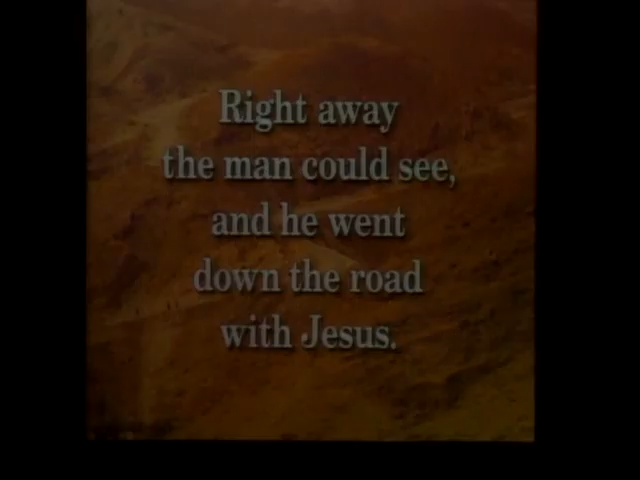 Right away
the man could see,
and he went
down the road
with Jesus.